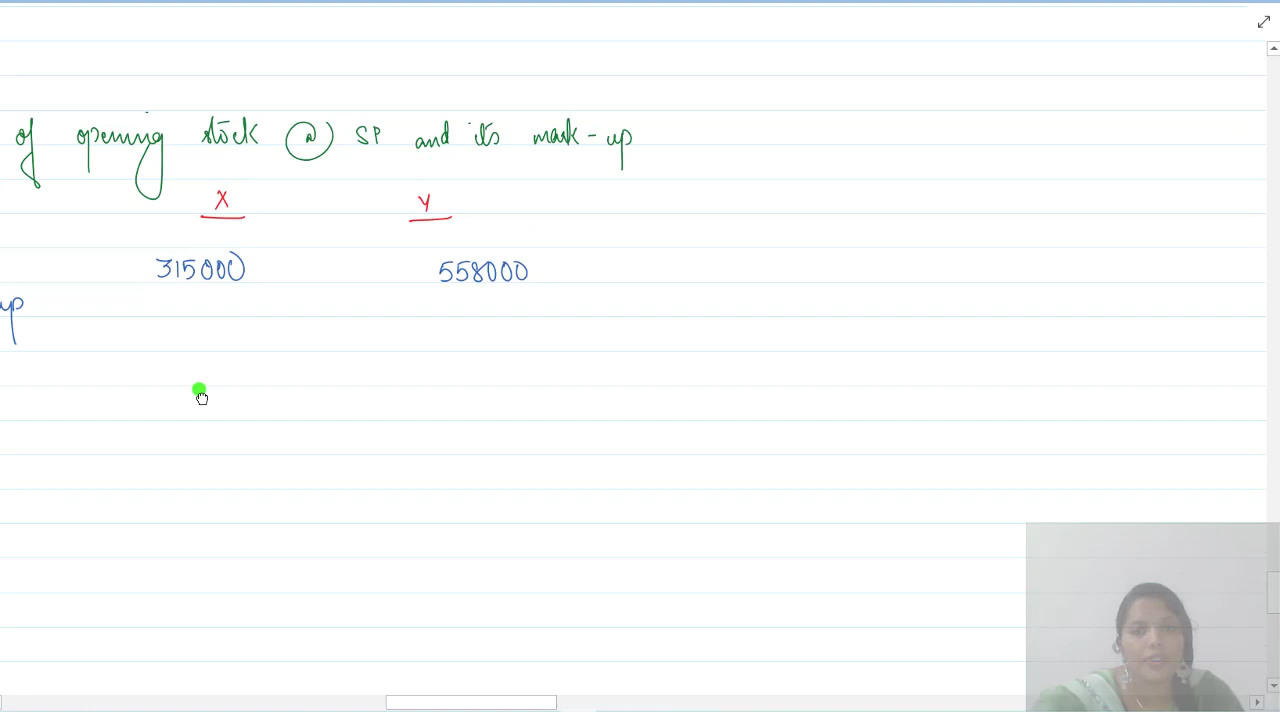 of opening stock @ SP and its mark-up
X Y
315000 558000
up